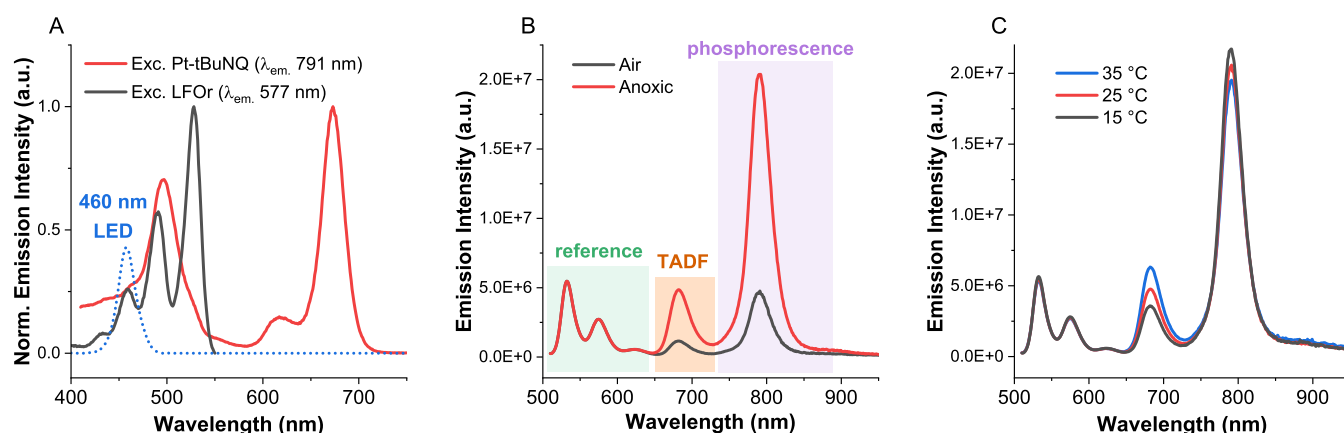 A
Exc. Pt-tBuNQ (λem. 791 nm)
Exc. LFOr (λem. 577 nm)
460 nm
LED
1.0
0.5
0.0
400
500
600
700
Wavelength (nm)
Norm. Emission Intensity (a.u.)
B
phosphorescence
Air
Anoxic
reference
TADF
2.0E+7
1.5E+7
1.0E+7
5.0E+6
0.0E+0
500
600
700
800
900
Wavelength (nm)
Emission Intensity (a.u.)
C
35 °C
25 °C
15 °C
2.0E+7
1.5E+7
1.0E+7
5.0E+6
0.0E+0
500
600
700
800
900
Wavelength (nm)
Emission Intensity (a.u.)